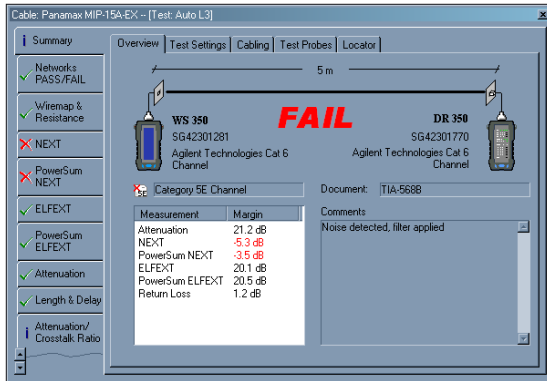 Cable: Panamax MIP-15A-EX -- [Test: Auto L3]
Summary
Overview
Test Settings
Cabling
Test Probes
Locator
Networks
PASS/FAIL
Wiremap &
Resistance
NEXT
PowerSum
NEXT
ELFEXT
PowerSum
ELFEXT
Attenuation
Length & Delay
Attenuation/
Crosstalk Ratio
5 m
FAIL
WS 350
SG42301281
Agilent Technologies Cat 6
Channel
DR 350
SG42301770
Agilent Technologies Cat 6
Channel
5E Category 5E Channel
Document: TIA-568B
Measurement Margin
Attenuation 21.2 dB
NEXT -5.3 dB
PowerSum NEXT -3.5 dB
ELFEXT 20.1 dB
PowerSum ELFEXT 20.5 dB
Return Loss 1.2 dB
Comments
Noise detected, filter applied